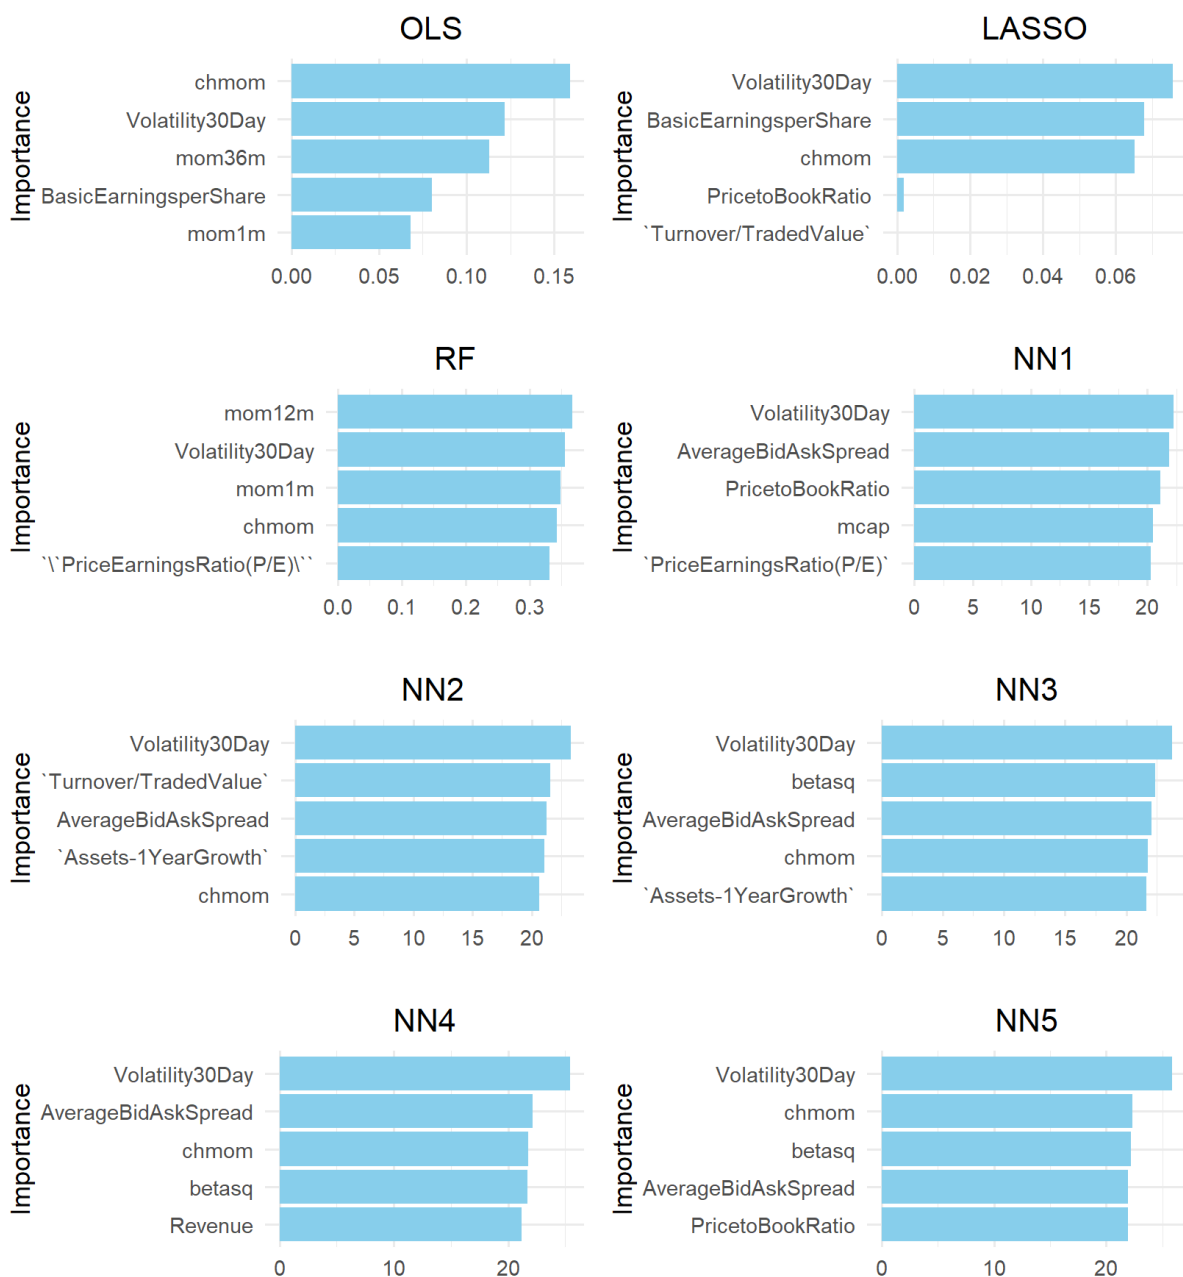 OLS
Importance
chmom
Volatility30Day
mom36m
BasicEarningsperShare
mom1m
0.00 0.05 0.10 0.15
LASSO
Importance
Volatility30Day
BasicEarningsperShare
chmom
PricetoBookRatio
`Turnover/TradedValue`
0.00 0.02 0.04 0.06
RF
Importance
mom12m
Volatility30Day
mom1m
chmom
`\`PriceEarningsRatio(P/E)\``
0.0 0.1 0.2 0.3
NN1
Importance
Volatility30Day
AverageBidAskSpread
PricetoBookRatio
mcap
`PriceEarningsRatio(P/E)`
0 5 10 15 20
NN2
Importance
Volatility30Day
`Turnover/TradedValue`
AverageBidAskSpread
`Assets-1YearGrowth`
chmom
0 5 10 15 20
NN3
Importance
Volatility30Day
betasq
AverageBidAskSpread
chmom
`Assets-1YearGrowth`
0 5 10 15 20
NN4
Importance
Volatility30Day
AverageBidAskSpread
chmom
betasq
Revenue
0 10 20
NN5
Importance
Volatility30Day
chmom
betasq
AverageBidAskSpread
PricetoBookRatio
0 10 20